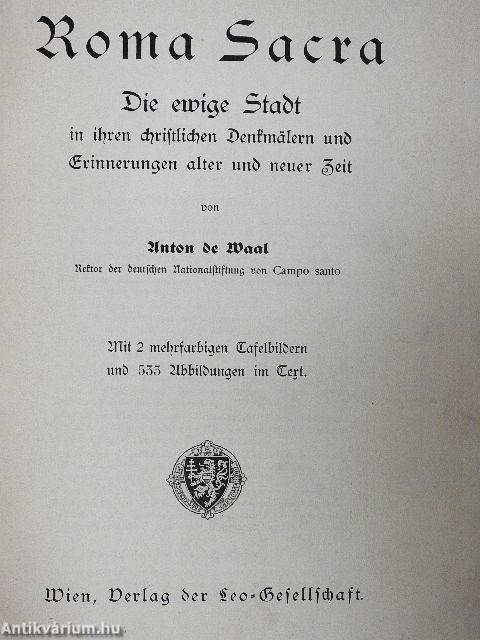 Roma Sacra
Die ewige Stadt
in ihren christlichen Denkmälern und
Erinnerungen alter und neuer Zeit
von
Anton de Waal
Rektor der deutschen Nationalstiftung von Campo santo
Mit 2 mehrfarbigen Tafelbildern
und 535 Abbildungen im Text.
Wien, Verlag der Leo-Gesellschaft.
Antikvárium.hu